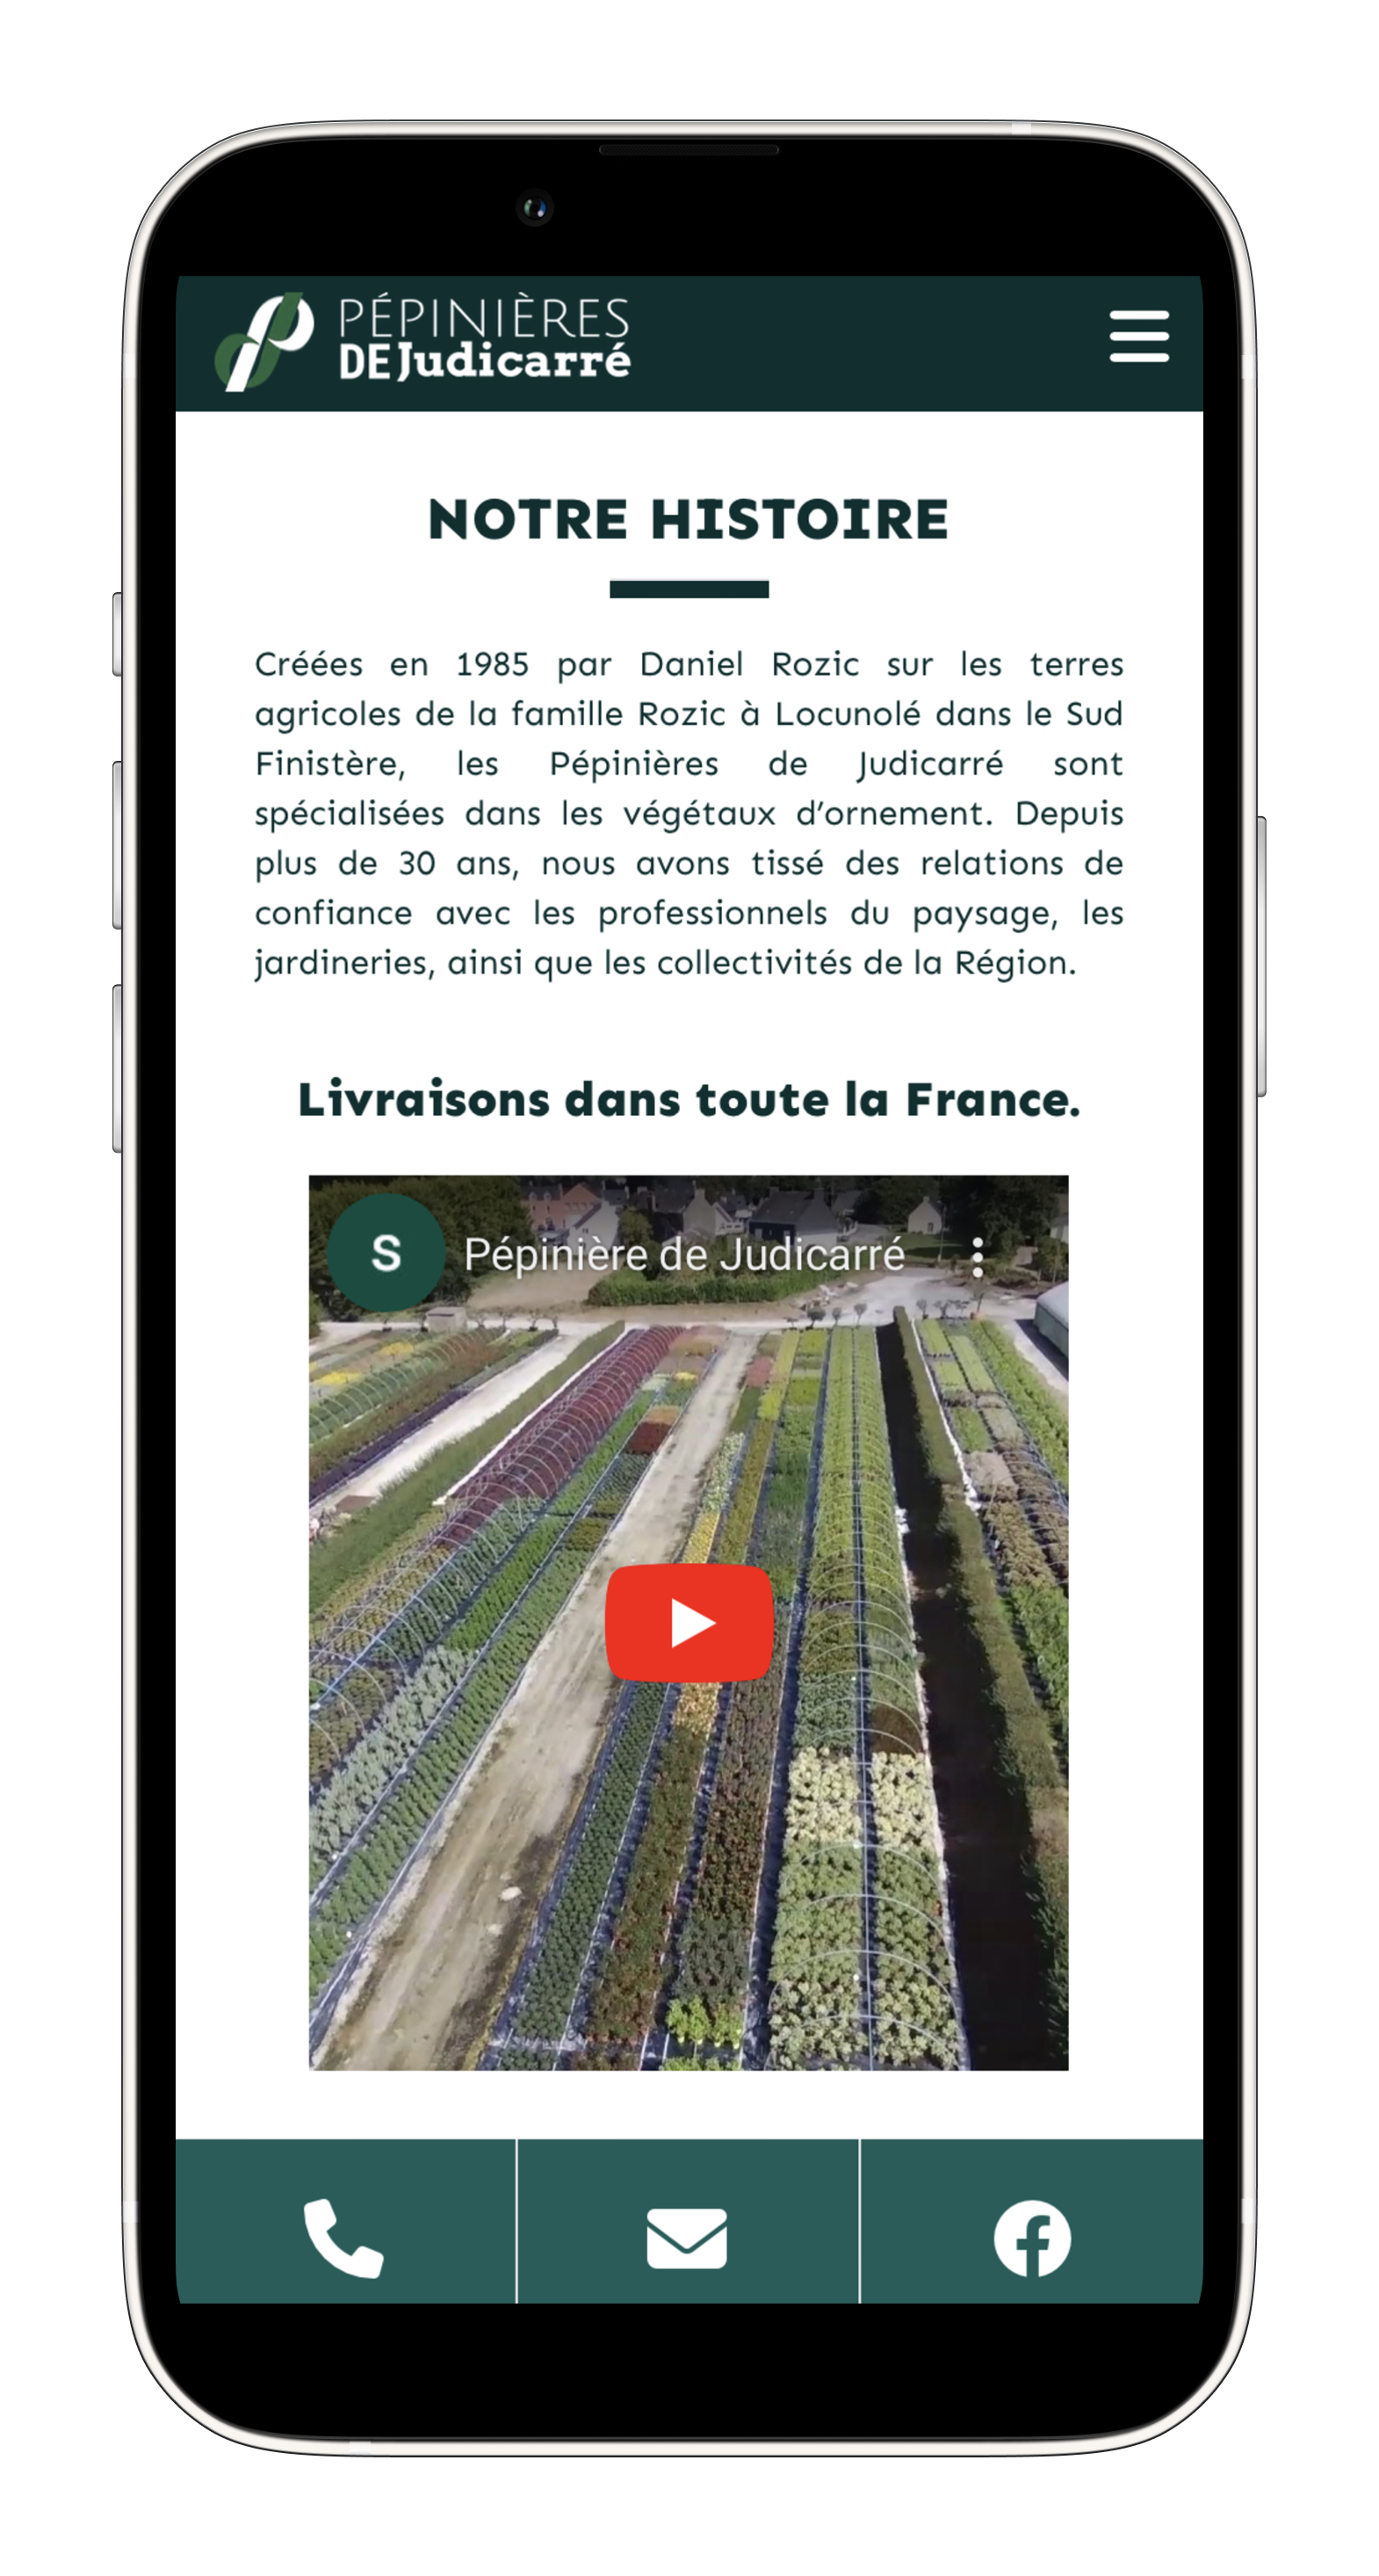 PÉPINIÈRES
DE Judicarré
NOTRE HISTOIRE
Créées en 1985 par Daniel Rozic sur les terres
agricoles de la famille Rozic à Locunolé dans le Sud
Finistère, les Pépinières de Judicarré sont
spécialisées dans les végétaux d’ornement. Depuis
plus de 30 ans, nous avons tissé des relations de
confiance avec les professionnels du paysage, les
jardineries, ainsi que les collectivités de la Région.
Livraisons dans toute la France.
S Pépinière de Judicarré